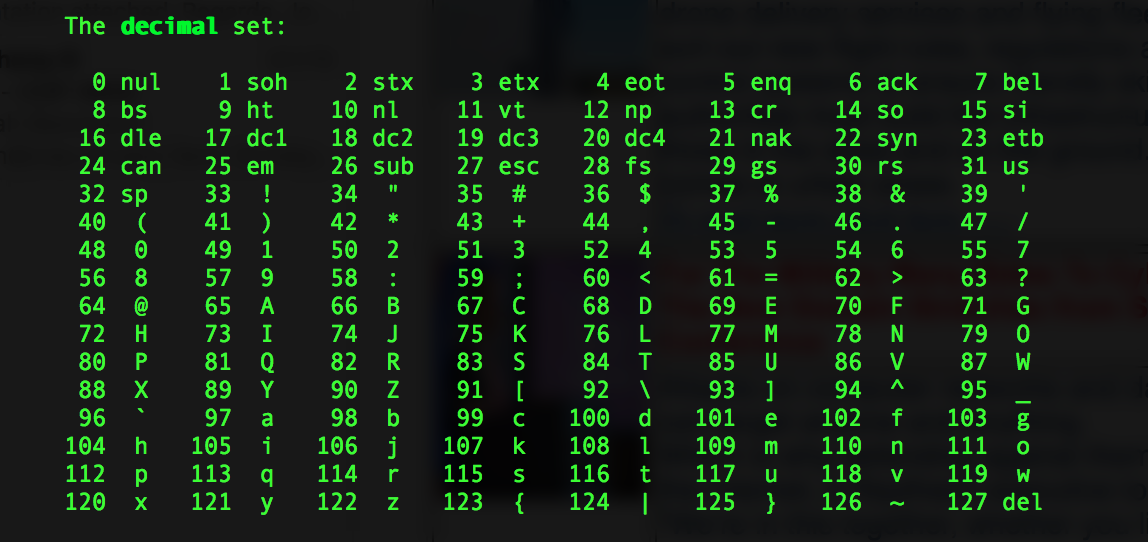 The decimal set:
0 nul 1 soh 2 stx 3 etx 4 eot 5 enq 6 ack 7 bel
8 bs 9 ht 10 nl 11 vt 12 np 13 cr 14 so 15 si
16 dle 17 dc1 18 dc2 19 dc3 20 dc4 21 nak 22 syn 23 etb
24 can 25 em 26 sub 27 esc 28 fs 29 gs 30 rs 31 us
32 sp 33 ! 34 " 35 # 36 $ 37 % 38 & 39 '
40 ( 41 ) 42 * 43 + 44 , 45 - 46 . 47 /
48 0 49 1 50 2 51 3 52 4 53 5 54 6 55 7
56 8 57 9 58 : 59 ; 60 < 61 = 62 > 63 ?
64 @ 65 A 66 B 67 C 68 D 69 E 70 F 71 G
72 H 73 I 74 J 75 K 76 L 77 M 78 N 79 O
80 P 81 Q 82 R 83 S 84 T 85 U 86 V 87 W
88 X 89 Y 90 Z 91 [ 92 \ 93 ] 94 ^ 95 _
96 ` 97 a 98 b 99 c 100 d 101 e 102 f 103 g
104 h 105 i 106 j 107 k 108 l 109 m 110 n 111 o
112 p 113 q 114 r 115 s 116 t 117 u 118 v 119 w
120 x 121 y 122 z 123 { 124 | 125 } 126 ~ 127 del